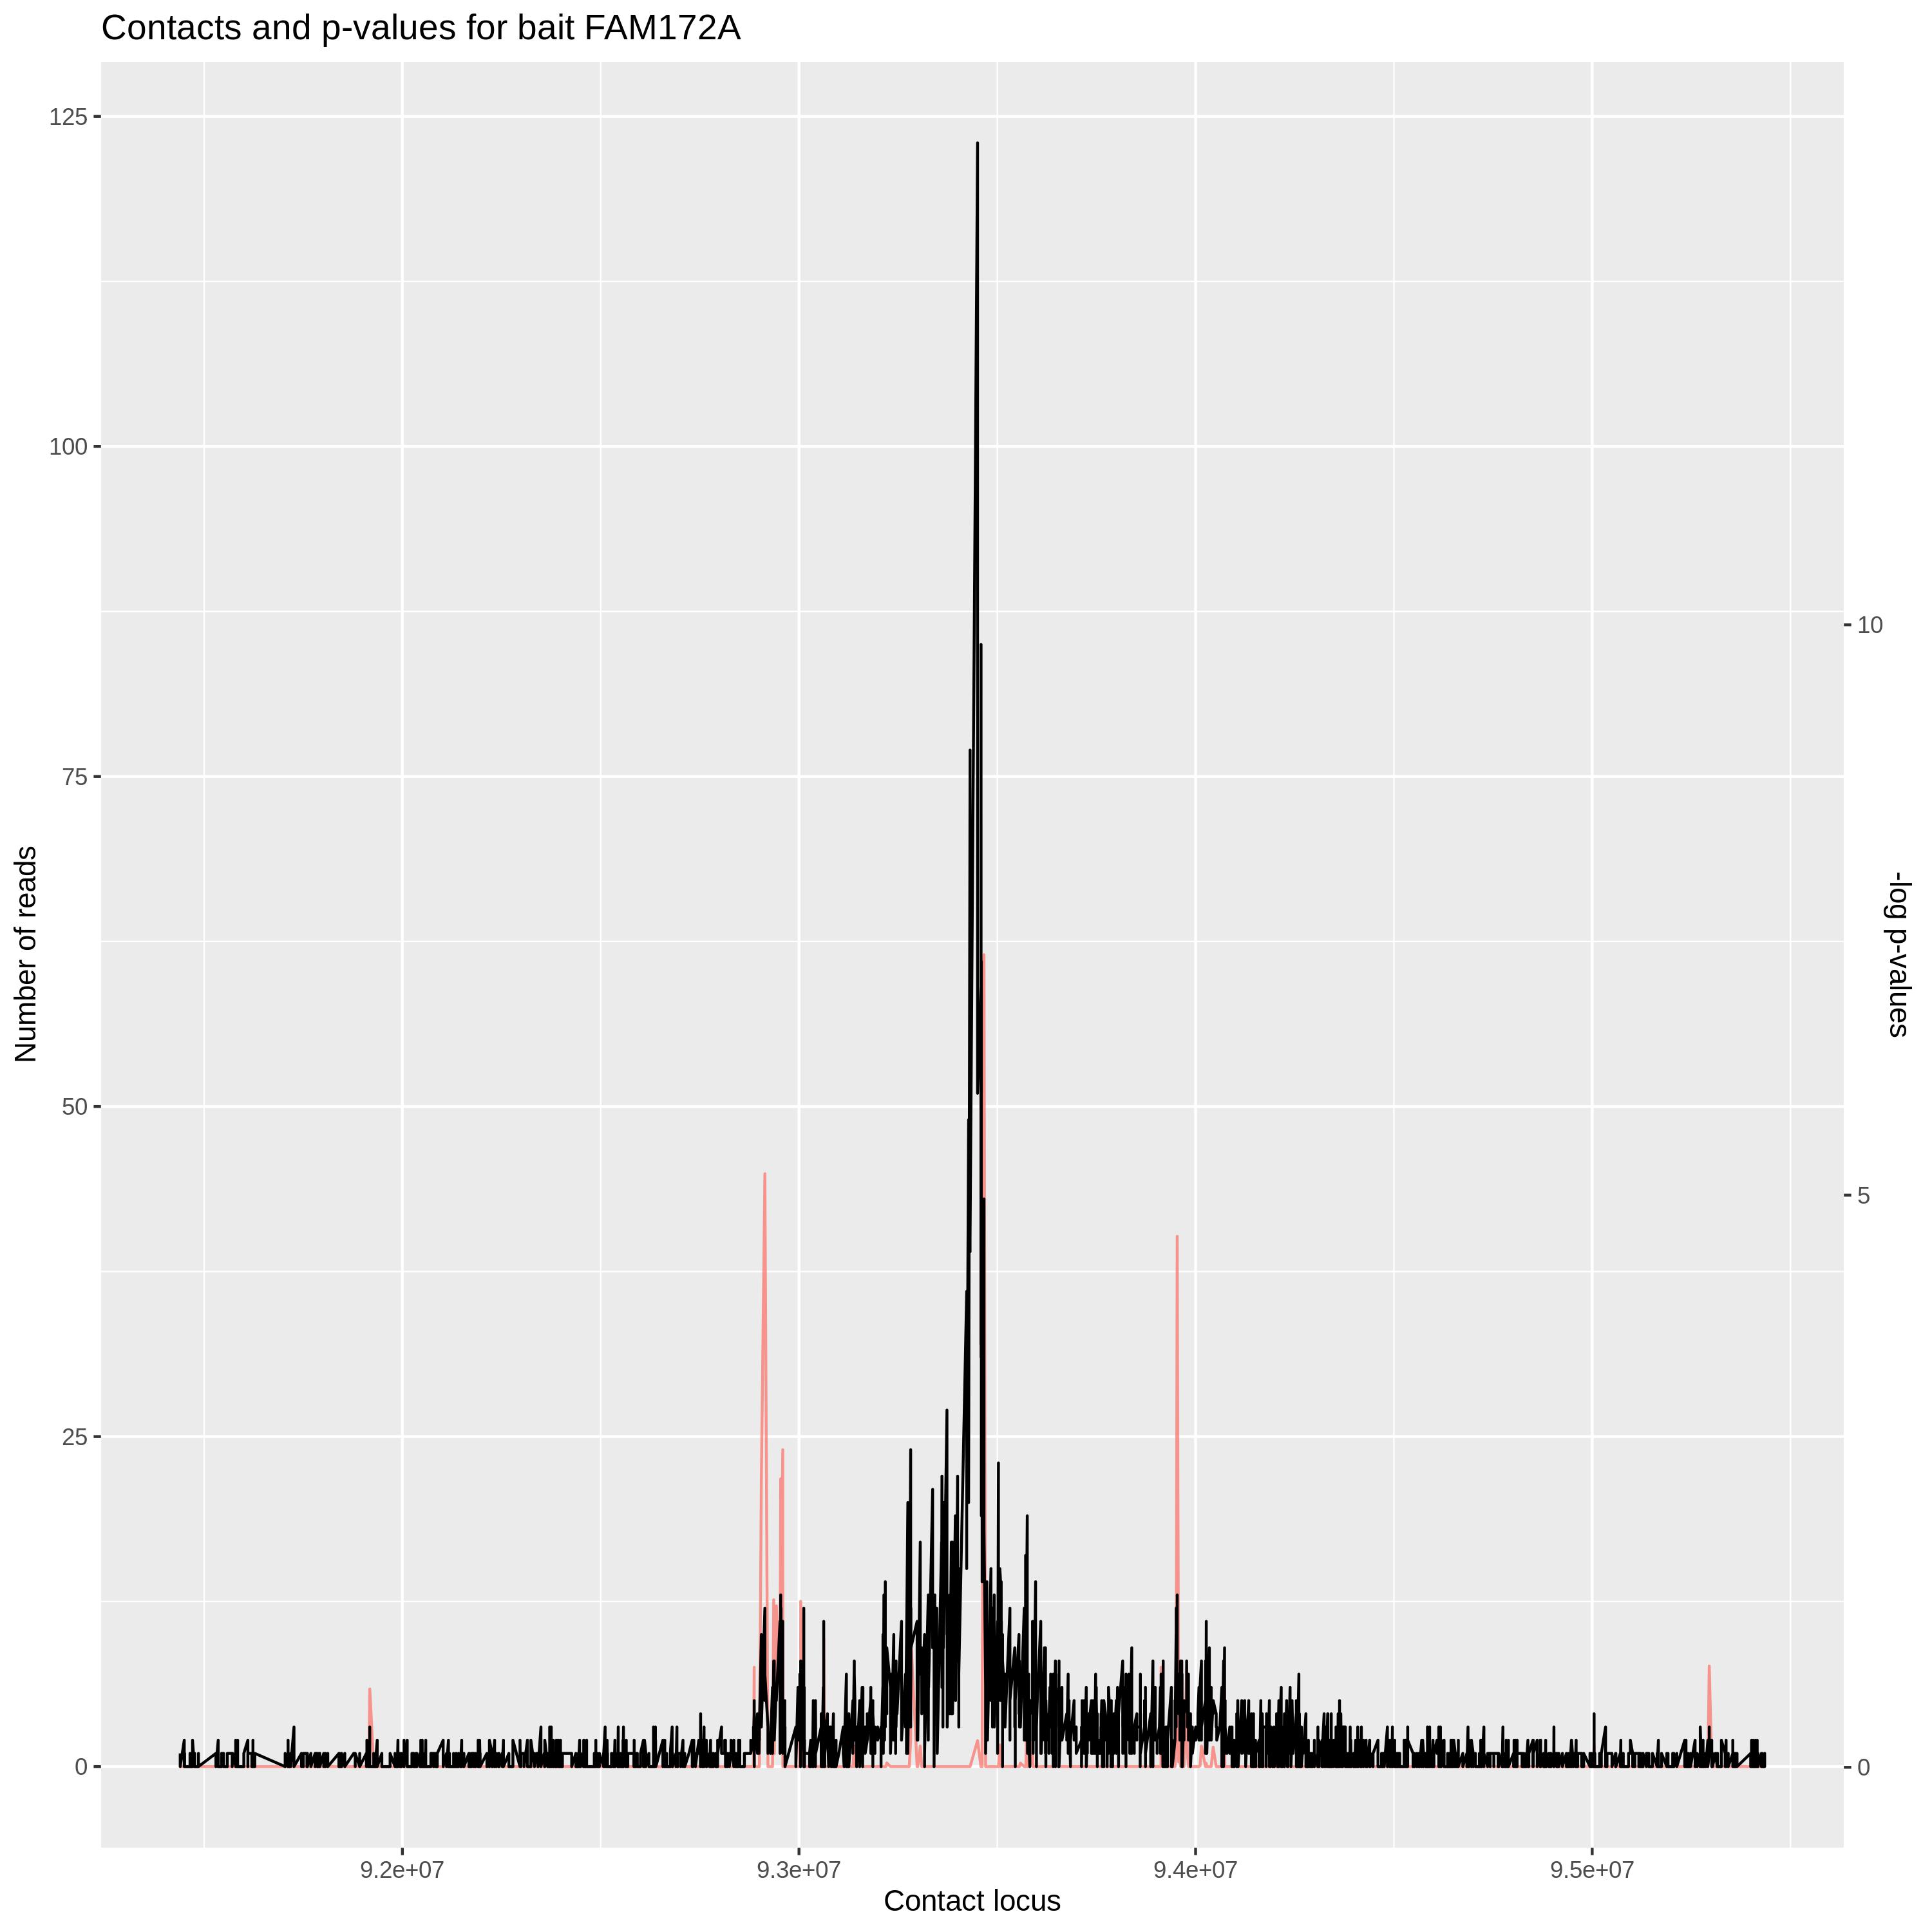 Contacts and p-values for bait FAM172A
125
100
75
50
25
0
Number of reads
10
5
0
-log p-values
9.2e+07
9.3e+07
9.4e+07
9.5e+07
Contact locus